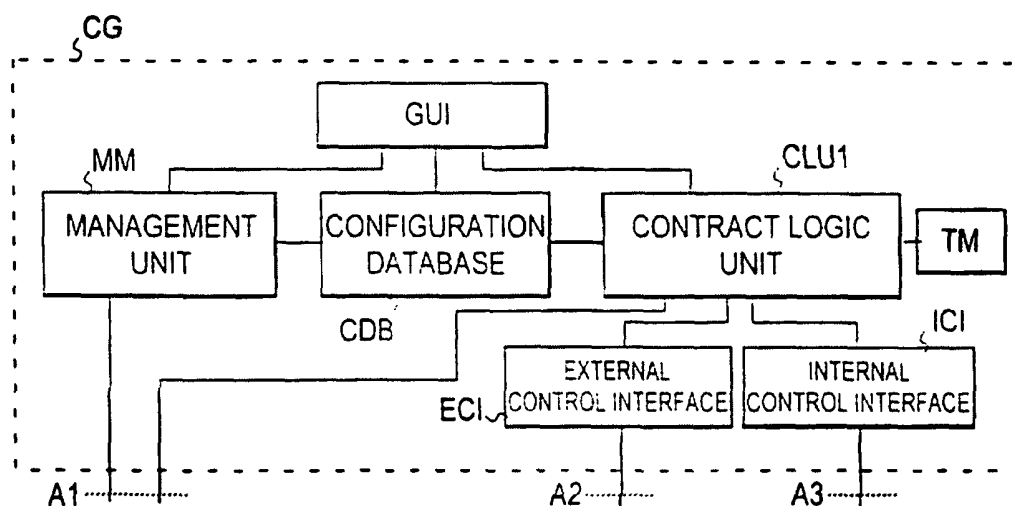 CG
GUI
MM
CLU1
MANAGEMENT
UNIT
CONFIGURATION
DATABASE
CONTRACT LOGIC
UNIT
TM
CDB
ICI
EXTERNAL
CONTROL INTERFACE
INTERNAL
CONTROL INTERFACE
ECI
A1
A2
A3